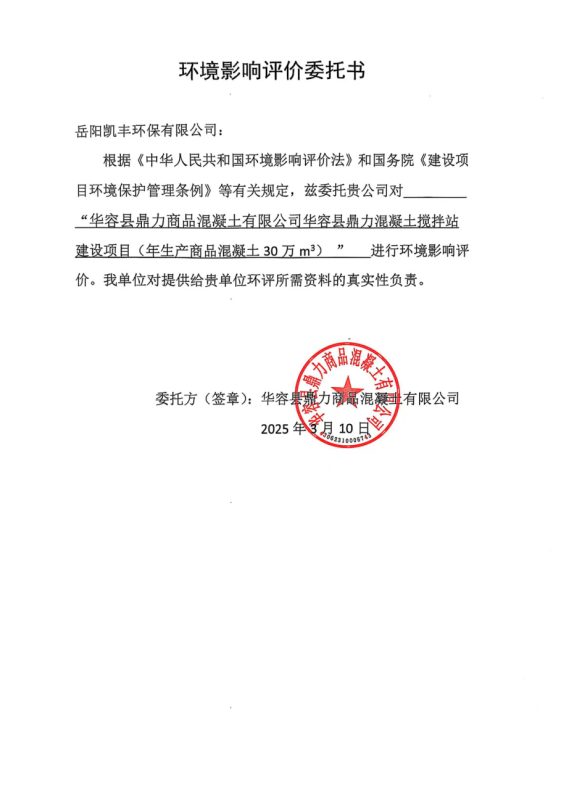 环境影响评价委托书
岳阳凯丰环保有限公司：
根据《中华人民共和国环境影响评价法》和国务院《建设项
目环境保护管理条例》等有关规定，兹委托贵公司对
“华容县鼎力商品混凝土有限公司华容县鼎力混凝土搅拌站
建设项目（年生产商品混凝土 30 万 m³）” 进行环境影响评
价。我单位对提供给贵单位环评所需资料的真实性负责。
华容县鼎力商品混凝土有限公司
委托方（签章）：华容县鼎力商品混凝土有限公司
2025 年 3 月 10 日